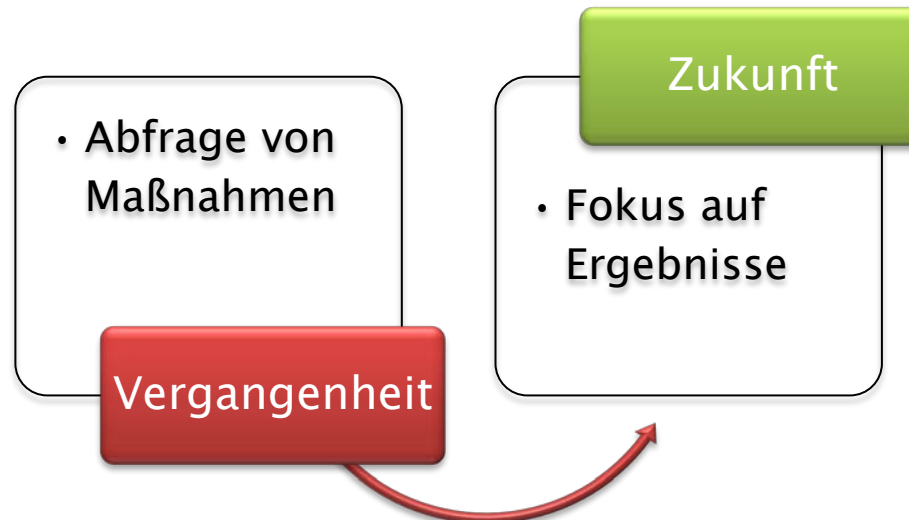 • Abfrage von
Maßnahmen
Vergangenheit
Zukunft
• Fokus auf
Ergebnisse